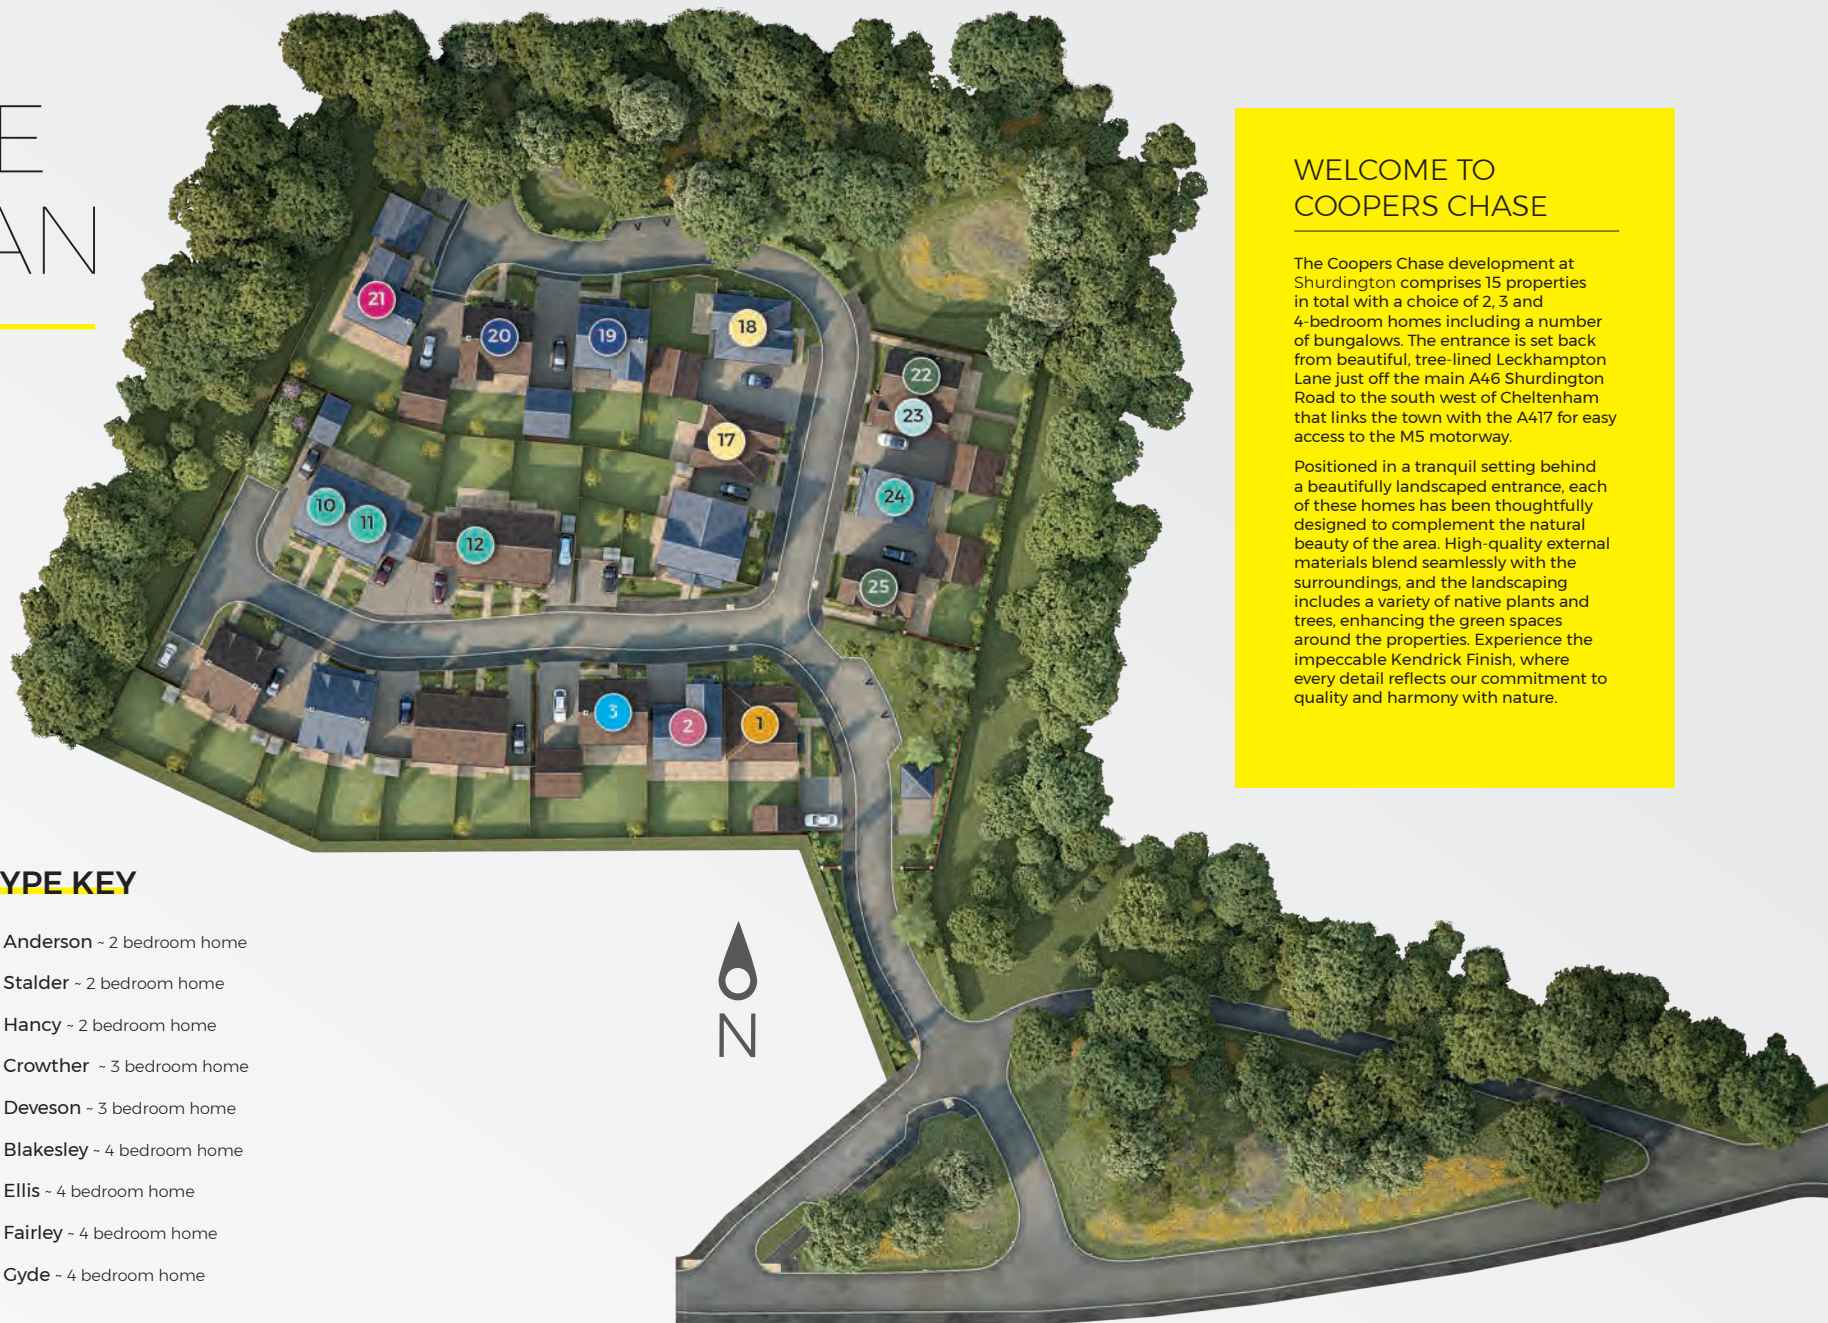 E
AN
WELCOME TO
COOPERS CHASE
The Coopers Chase development at
Shurdington comprises 15 properties
in total with a choice of 2, 3 and
4-bedroom homes including a number
of bungalows. The entrance is set back
from beautiful, tree-lined Leckhampton
Lane just off the main A46 Shurdington
Road to the south west of Cheltenham
that links the town with the A417 for easy
access to the M5 motorway.
Positioned in a tranquil setting behind
a beautifully landscaped entrance, each
of these homes has been thoughtfully
designed to complement the natural
beauty of the area. High-quality external
materials blend seamlessly with the
surroundings, and the landscaping
includes a variety of native plants and
trees, enhancing the green spaces
around the properties. Experience the
impeccable Kendrick Finish, where
every detail reflects our commitment to
quality and harmony with nature.
21
20
19
18
22
23
17
24
10
11
12
25
3
2
1
YPE KEY
Anderson ~ 2 bedroom home
Stalder ~ 2 bedroom home
Hancy ~ 2 bedroom home
Crowther ~ 3 bedroom home
Deveson ~ 3 bedroom home
Blakesley ~ 4 bedroom home
Ellis ~ 4 bedroom home
Fairley ~ 4 bedroom home
Gyde ~ 4 bedroom home
N